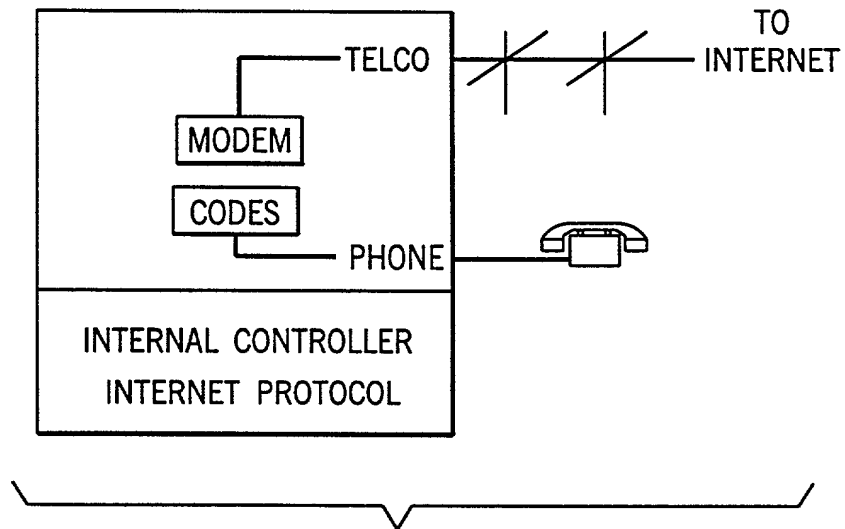 TO
INTERNET
TELCO
MODEM
CODES
PHONE
INTERNAL CONTROLLER
INTERNET PROTOCOL